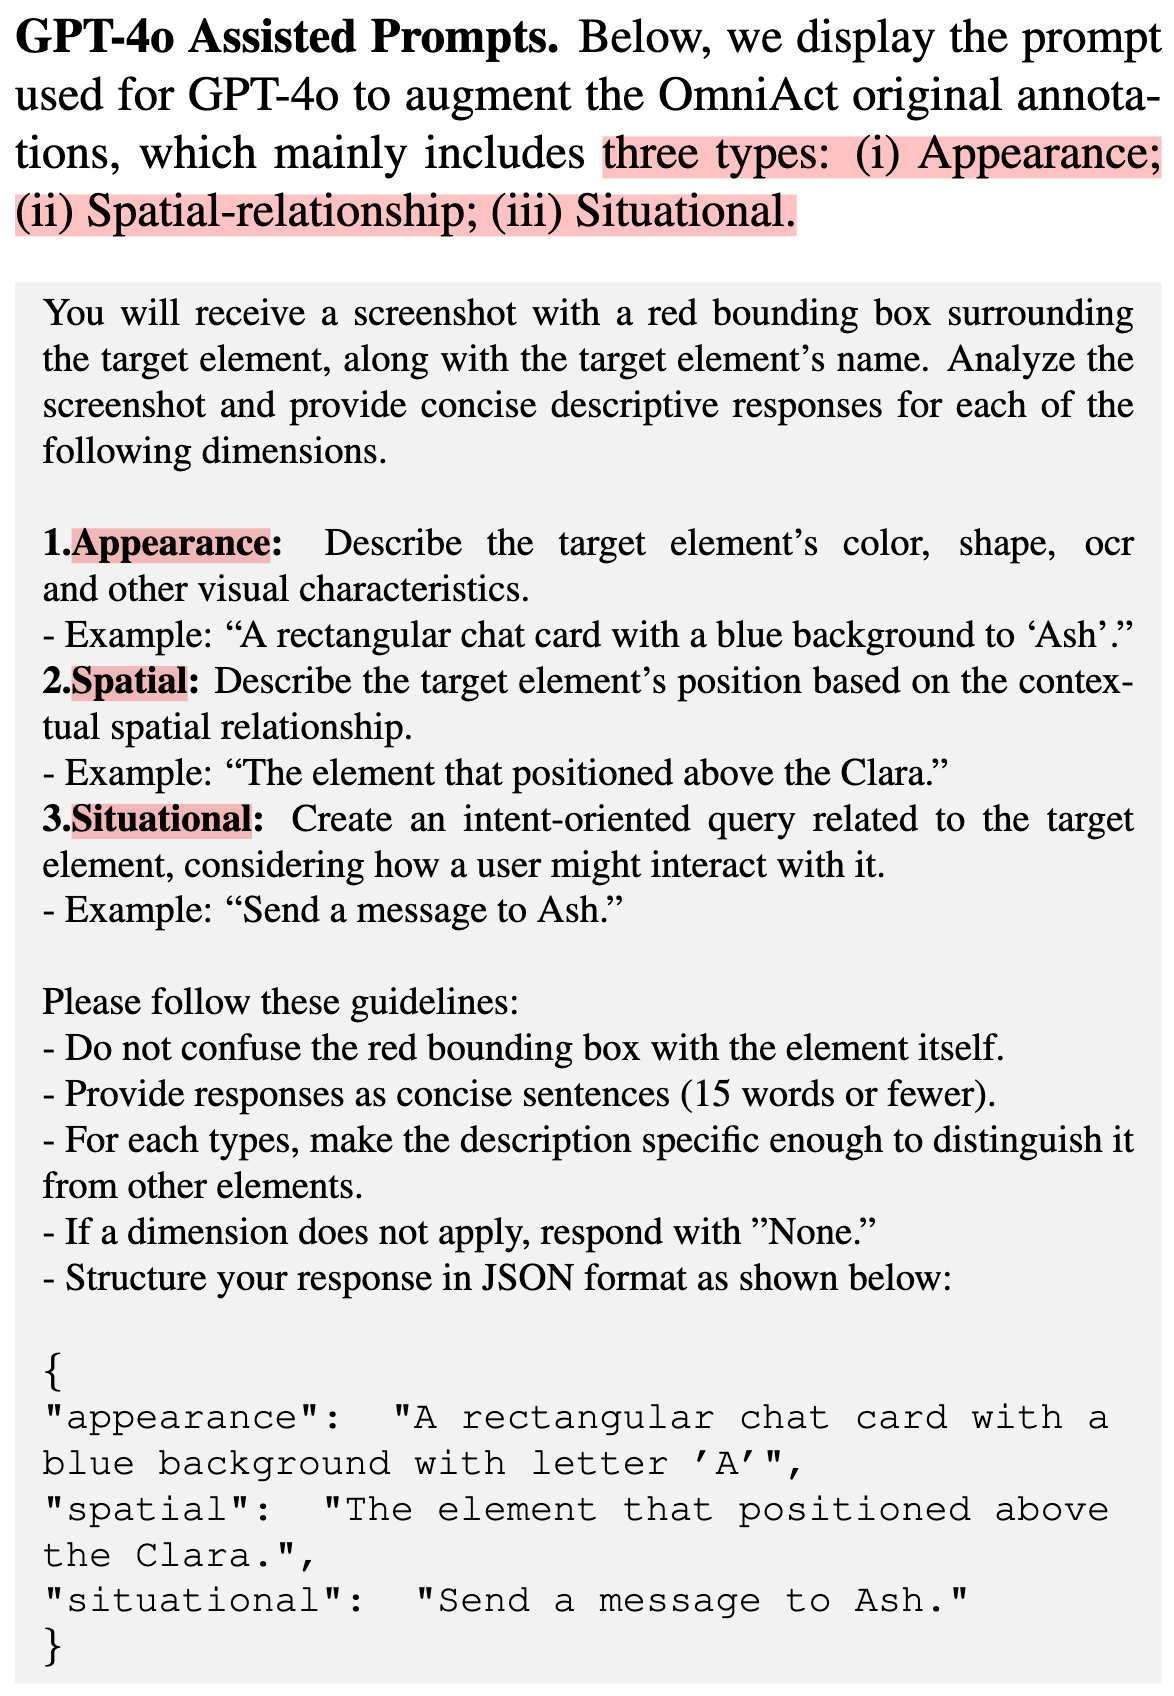 GPT-4o Assisted Prompts. Below, we display the prompt
used for GPT-4o to augment the OmniAct original annota-
tions, which mainly includes three types: (i) Appearance;
(ii) Spatial-relationship; (iii) Situational.
You will receive a screenshot with a red bounding box surrounding
the target element, along with the target element’s name. Analyze the
screenshot and provide concise descriptive responses for each of the
following dimensions.
1.Appearance: Describe the target element’s color, shape, ocr
and other visual characteristics.
- Example: “A rectangular chat card with a blue background to ‘Ash’.”
2.Spatial: Describe the target element’s position based on the contex-
tual spatial relationship.
- Example: “The element that positioned above the Clara.”
3.Situational: Create an intent-oriented query related to the target
element, considering how a user might interact with it.
- Example: “Send a message to Ash.”
Please follow these guidelines:
- Do not confuse the red bounding box with the element itself.
- Provide responses as concise sentences (15 words or fewer).
- For each types, make the description specific enough to distinguish it
from other elements.
- If a dimension does not apply, respond with ”None.”
- Structure your response in JSON format as shown below:
{
"appearance": "A rectangular chat card with a
blue background with letter ’A’",
"spatial": "The element that positioned above
the Clara.",
"situational": "Send a message to Ash."
}